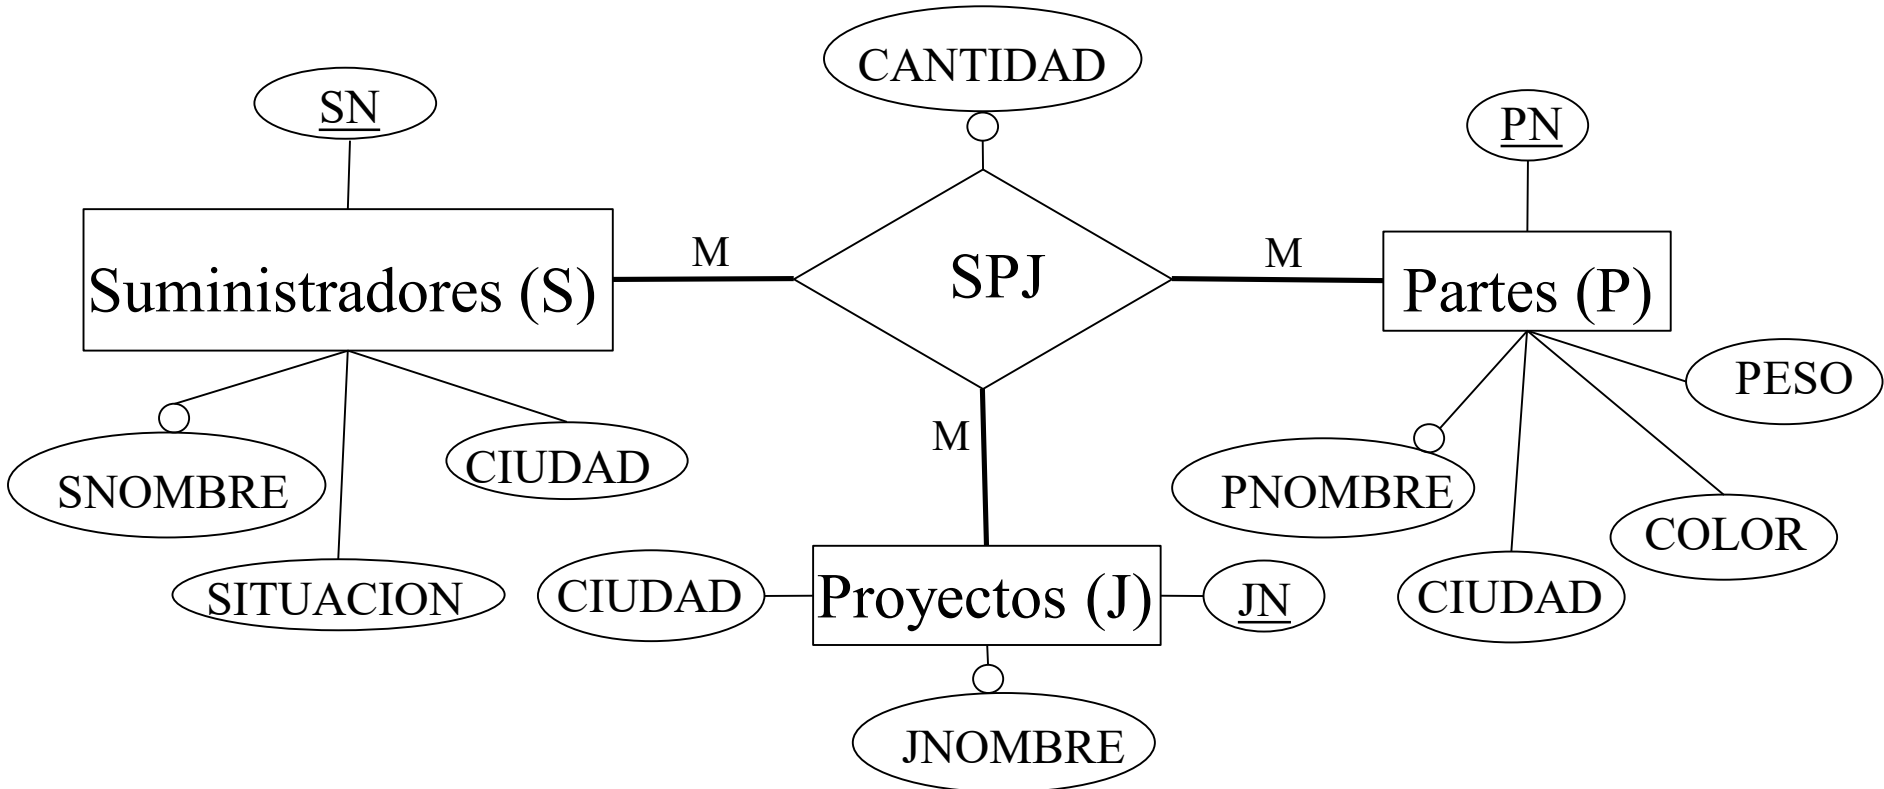 CANTIDAD
SN
PN
M
M
Suministradores (S)
SPJ
Partes (P)
PESO
M
CIUDAD
SNOMBRE
PNOMBRE
COLOR
SITUACION
CIUDAD
Proyectos (J)
JN
CIUDAD
JNOMBRE